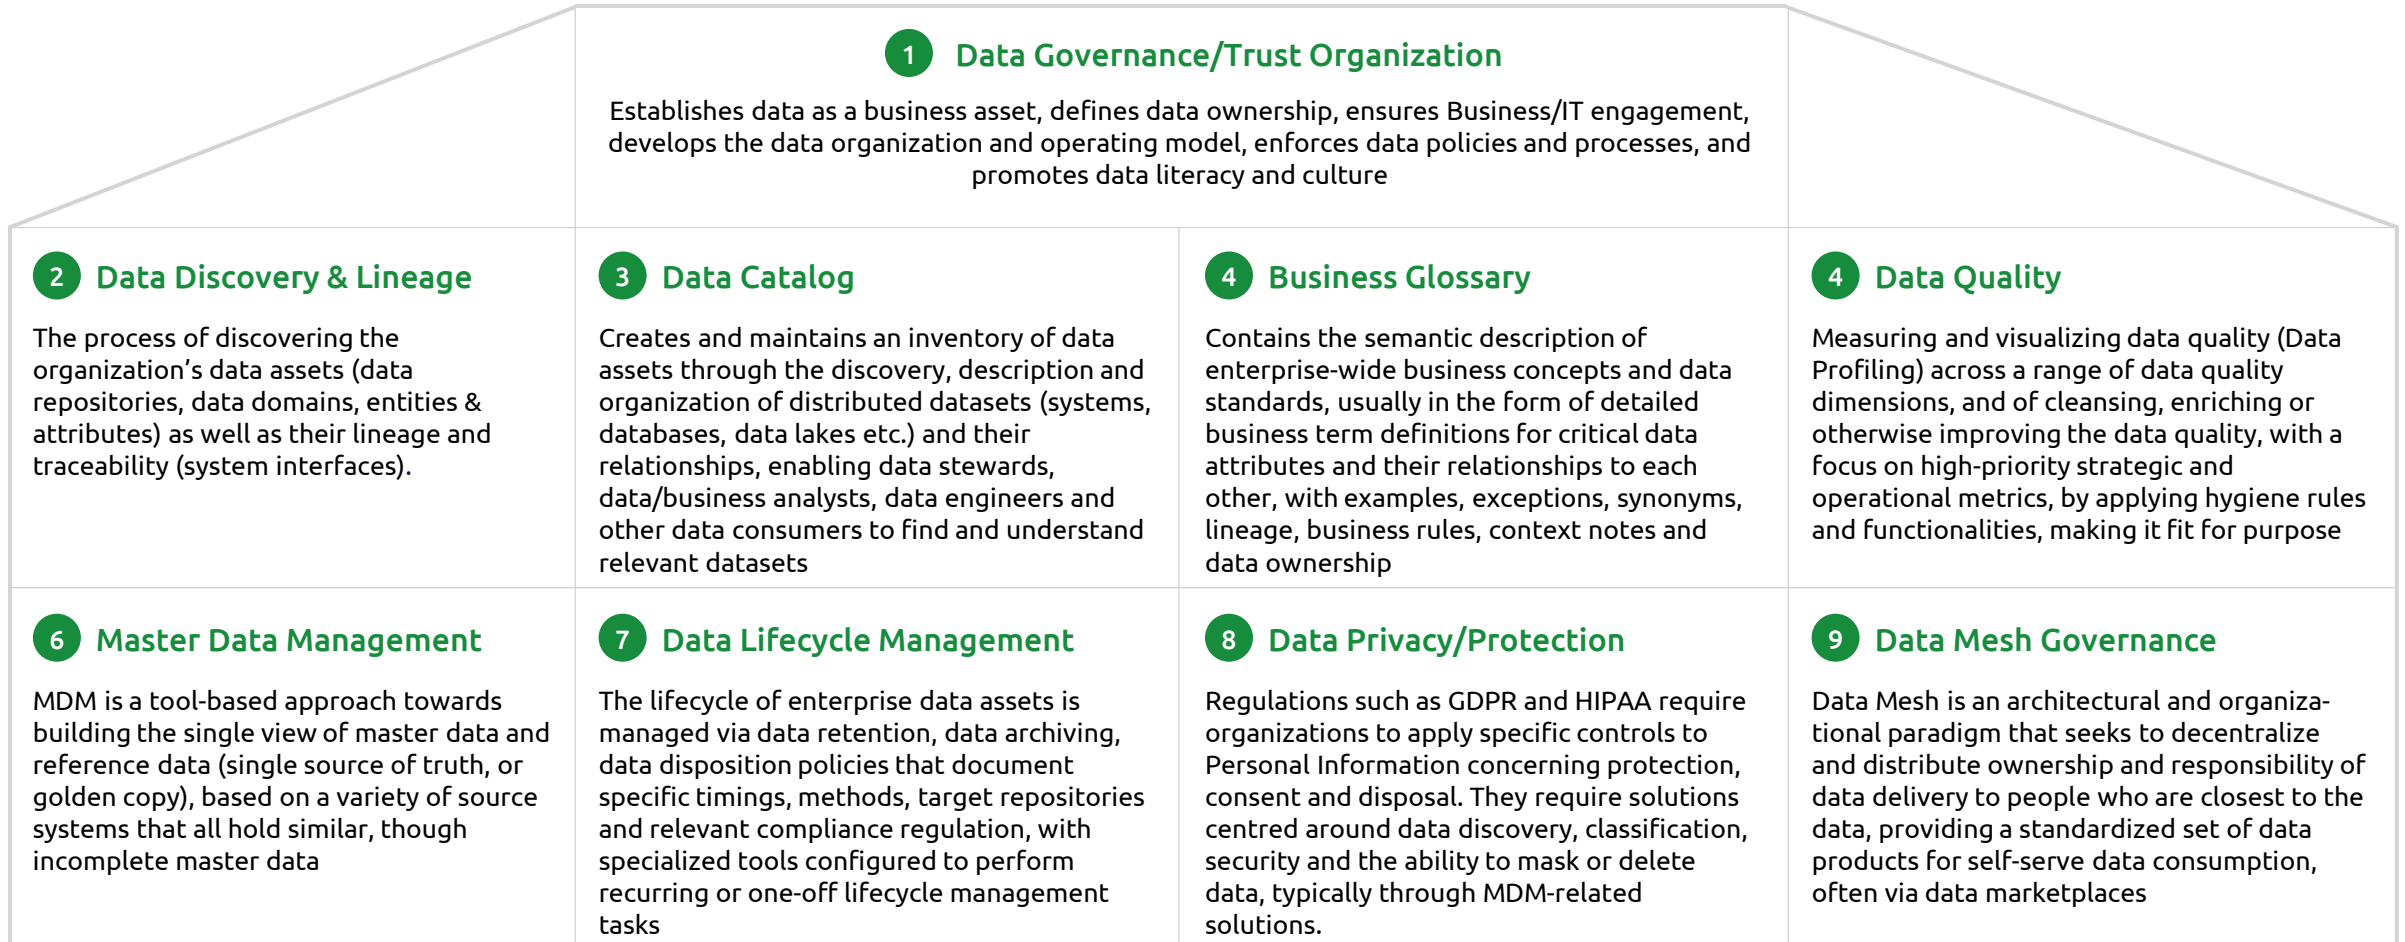 1 Data Governance/Trust Organization
Establishes data as a business asset, defines data ownership, ensures Business/IT engagement,
develops the data organization and operating model, enforces data policies and processes, and
promotes data literacy and culture
2 Data Discovery & Lineage
The process of discovering the
organization’s data assets (data
repositories, data domains, entities &
attributes) as well as their lineage and
traceability (system interfaces).
3 Data Catalog
Creates and maintains an inventory of data
assets through the discovery, description and
organization of distributed datasets (systems,
databases, data lakes etc.) and their
relationships, enabling data stewards,
data/business analysts, data engineers and
other data consumers to find and understand
relevant datasets
4 Business Glossary
Contains the semantic description of
enterprise-wide business concepts and data
standards, usually in the form of detailed
business term definitions for critical data
attributes and their relationships to each
other, with examples, exceptions, synonyms,
lineage, business rules, context notes and
data ownership
4 Data Quality
Measuring and visualizing data quality (Data
Profiling) across a range of data quality
dimensions, and of cleansing, enriching or
otherwise improving the data quality, with a
focus on high-priority strategic and
operational metrics, by applying hygiene rules
and functionalities, making it fit for purpose
6 Master Data Management
MDM is a tool-based approach towards
building the single view of master data and
reference data (single source of truth, or
golden copy), based on a variety of source
systems that all hold similar, though
incomplete master data
7 Data Lifecycle Management
The lifecycle of enterprise data assets is
managed via data retention, data archiving,
data disposition policies that document
specific timings, methods, target repositories
and relevant compliance regulation, with
specialized tools configured to perform
recurring or one-off lifecycle management
tasks
8 Data Privacy/Protection
Regulations such as GDPR and HIPAA require
organizations to apply specific controls to
Personal Information concerning protection,
consent and disposal. They require solutions
centred around data discovery, classification,
security and the ability to mask or delete
data, typically through MDM-related
solutions.
9 Data Mesh Governance
Data Mesh is an architectural and organiza-
tional paradigm that seeks to decentralize
and distribute ownership and responsibility of
data delivery to people who are closest to the
data, providing a standardized set of data
products for self-serve data consumption,
often via data marketplaces